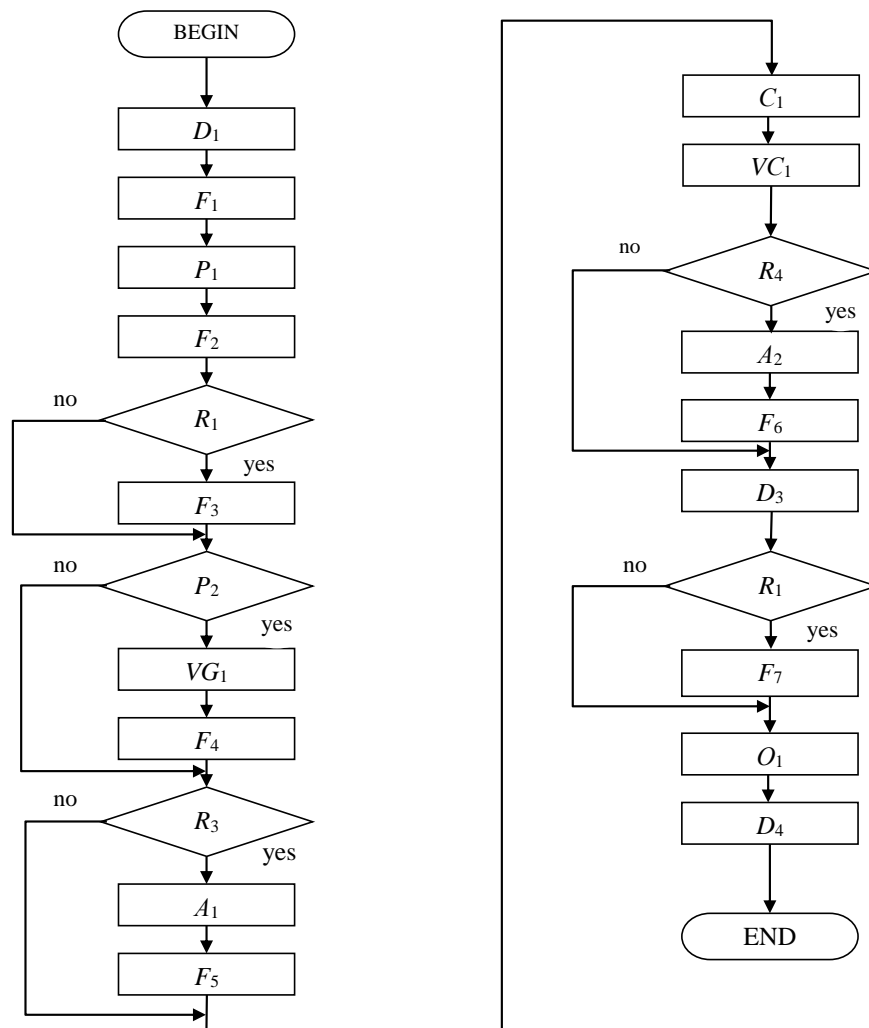 BEGIN
D₁
F₁
P₁
F₂
no
R₁
yes
F₃
no
P₂
yes
VG₁
F₄
no
R₃
yes
A₁
F₅
C₁
VC₁
no
R₄
yes
A₂
F₆
D₃
no
R₁
yes
F₇
O₁
D₄
END